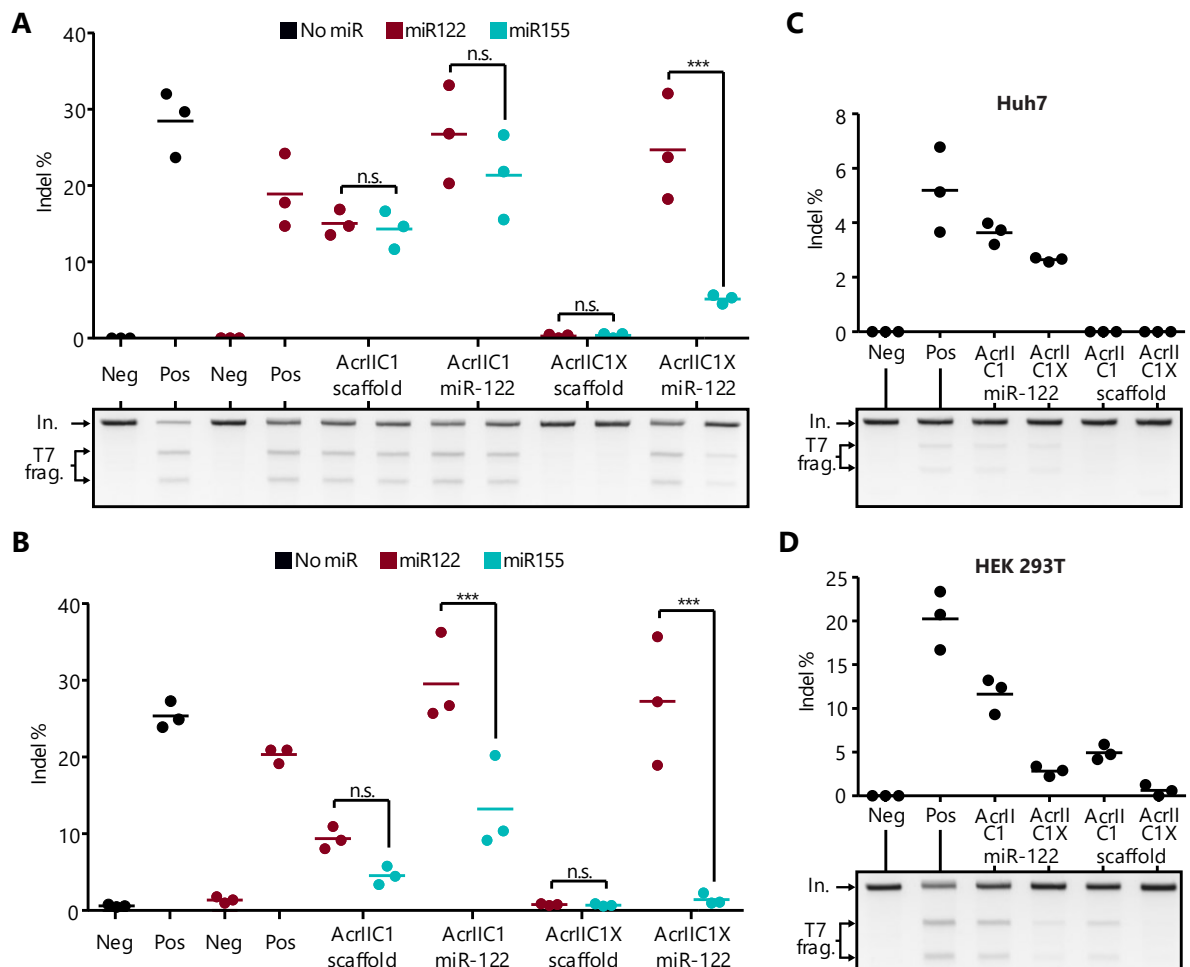 A
No miR miR122 miR155
40
30
20
10
0
Indel %
n.s.
n.s.
n.s.
***
Neg Pos Neg Pos AcrIIC1 AcrIIC1 AcrIIC1X AcrIIC1X
scaffold miR-122 scaffold miR-122
In.
T7
frag.
B
No miR miR122 miR155
40
30
20
10
0
Indel %
n.s.
***
n.s.
***
Neg Pos Neg Pos AcrIIC1 AcrIIC1 AcrIIC1X AcrIIC1X
scaffold miR-122 scaffold miR-122
C
Huh7
8
6
4
2
0
Indel %
Neg Pos AcrII AcrII AcrII AcrII
C1 C1X C1 C1X
miR-122 scaffold
In.
T7
frag.
D
HEK 293T
25
20
15
10
5
0
Indel %
Neg Pos AcrII AcrII AcrII AcrII
C1 C1X C1 C1X
miR-122 scaffold
In.
T7
frag.